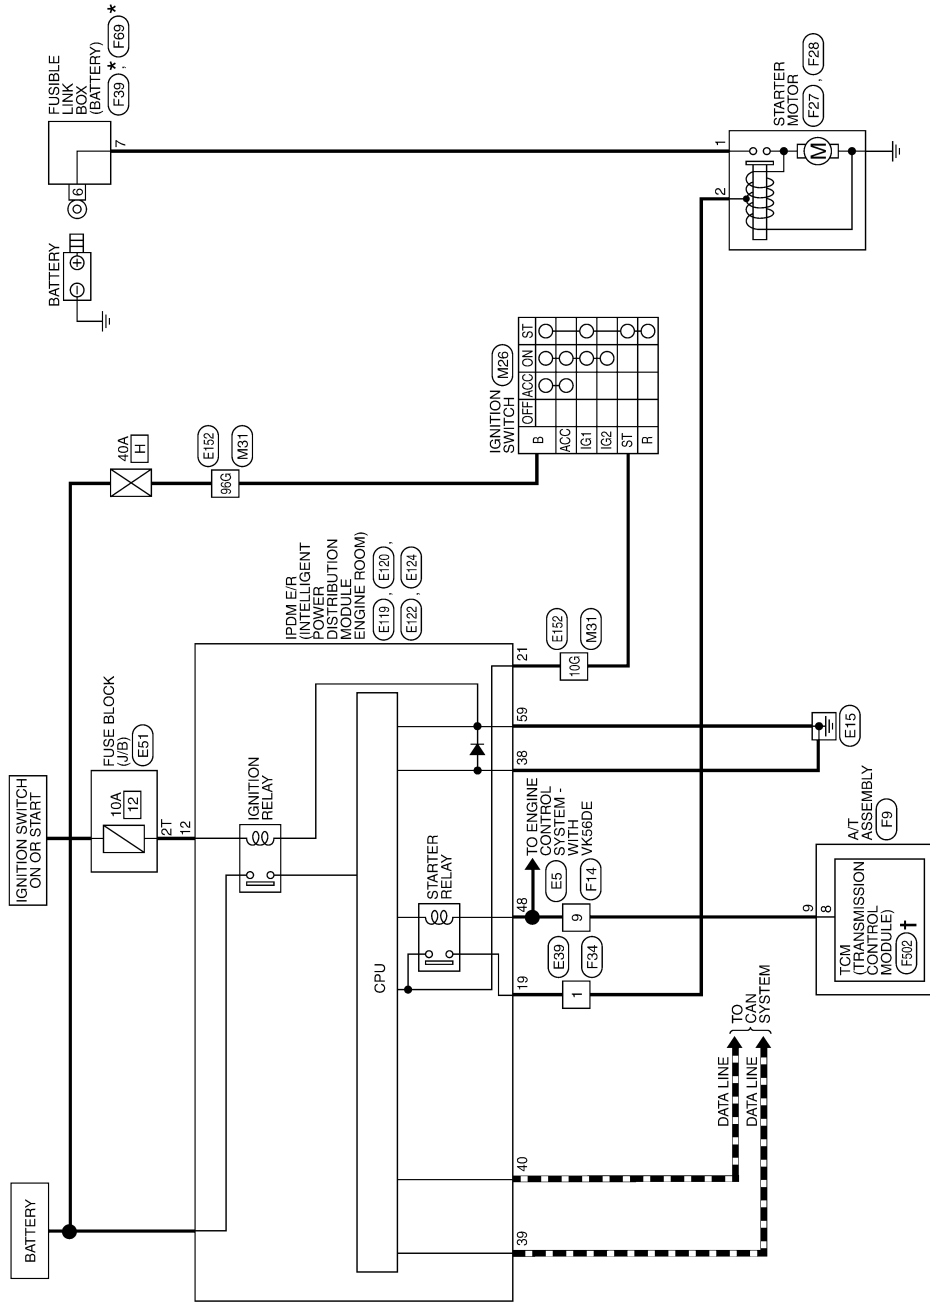 FUSIBLE
LINK
BOX
(BATTERY)
F39 * , F69 *
6
7
BATTERY
- +
STARTER
MOTOR
F27 , F28
1
2
M
IGNITION
SWITCH
M26
OFF ACC ON ST
B
ACC
IG1
IG2
ST
R
40A
H
E152
96G
M31
IPDM E/R
(INTELLIGENT
POWER
DISTRIBUTION
MODULE
ENGINE ROOM)
E119 , E120 ,
E122 , E124
E152
10G
M31
21
59
38
E15
FUSE BLOCK
(J/B)
E51
10A
12
2T
12
IGNITION SWITCH
ON OR START
IGNITION
RELAY
STARTER
RELAY
CPU
TO ENGINE
CONTROL
SYSTEM -
WITH
VK56DE
48
E5
9
F14
19
E39
1
F34
A/T
ASSEMBLY
F9
9
8
TCM
(TRANSMISSION
CONTROL
MODULE)
F502 †
TO
CAN
SYSTEM
DATA LINE
DATA LINE
40
39
BATTERY